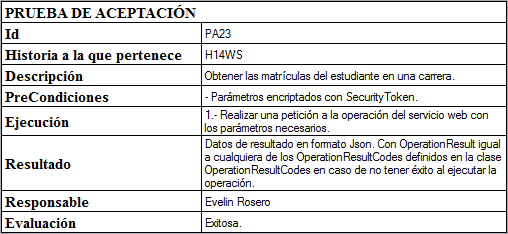 PRUEBA DE ACEPTACIÓN
Id PA23
Historia a la que pertenece H14WS
Descripción Obtener las matrículas del estudiante en una carrera.
PreCondiciones - Parámetros encriptados con SecurityToken.
Ejecución 1.- Realizar una petición a la operación del servicio web con
los parámetros necesarios.
Resultado Datos de resultado en formato Json. Con OperationResult igual
a cualquiera de los OperationResultCodes definidos en la clase
OperationResultCodes en caso de no tener éxito al ejecutar la
operación.
Responsable Evelin Rosero
Evaluación Exitosa.